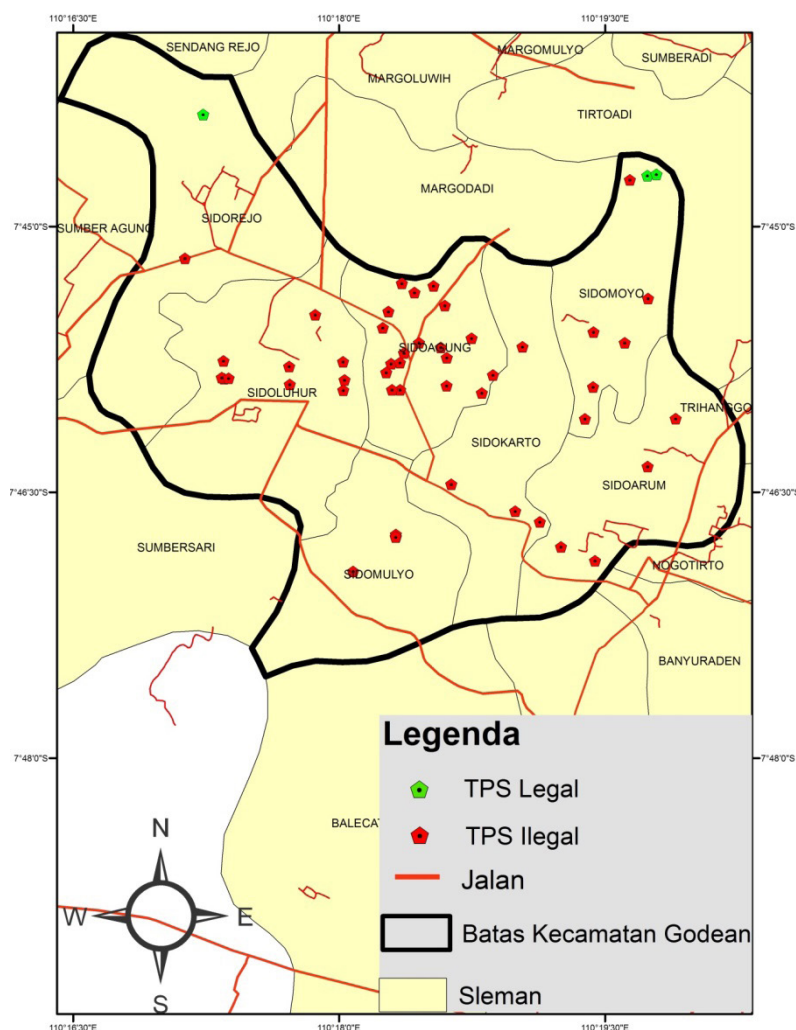 110°16'30"E
110°18'0"E
110°19'30"E
SENDANG REJO
MARGOMULYO
SUMBERADI
MARGOLUWIH
TIRTOADI
MARGODADI
7°45'0"S
7°45'0"S
SUMBER AGUNG
SIDOREJO
SIDOMOYO
SIDOAGUNG
SIDOLUHUR
TRIHANGGO
SIDOKARTO
7°46'30"S
7°46'30"S
SIDOARUM
SUMBERSARI
SIDOMULYO
NOGOTIRTO
BANYURADEN
Legenda
7°48'0"S
7°48'0"S
TPS Legal
BALECAT
TPS Ilegal
Jalan
N
W
E
S
Batas Kecamatan Godean
Sleman
110°16'30"E
110°18'0"E
110°19'30"E